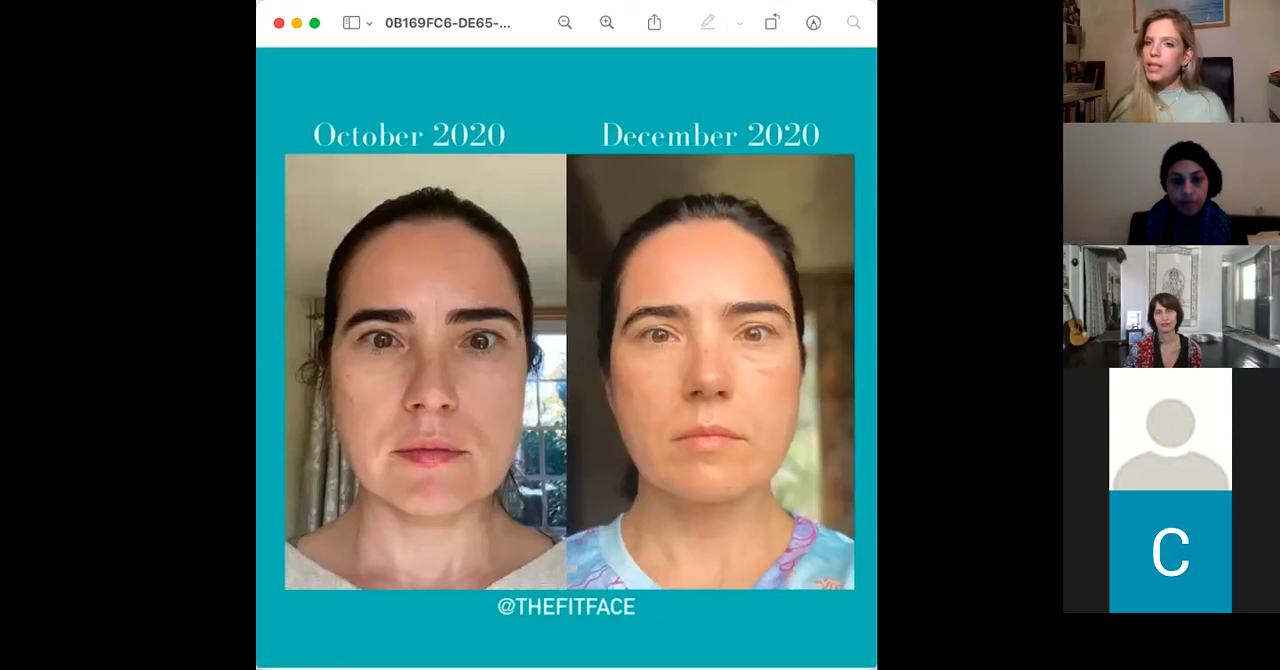 0B169FC6-DE65-...
October 2020
December 2020
@THEFITFACE
C